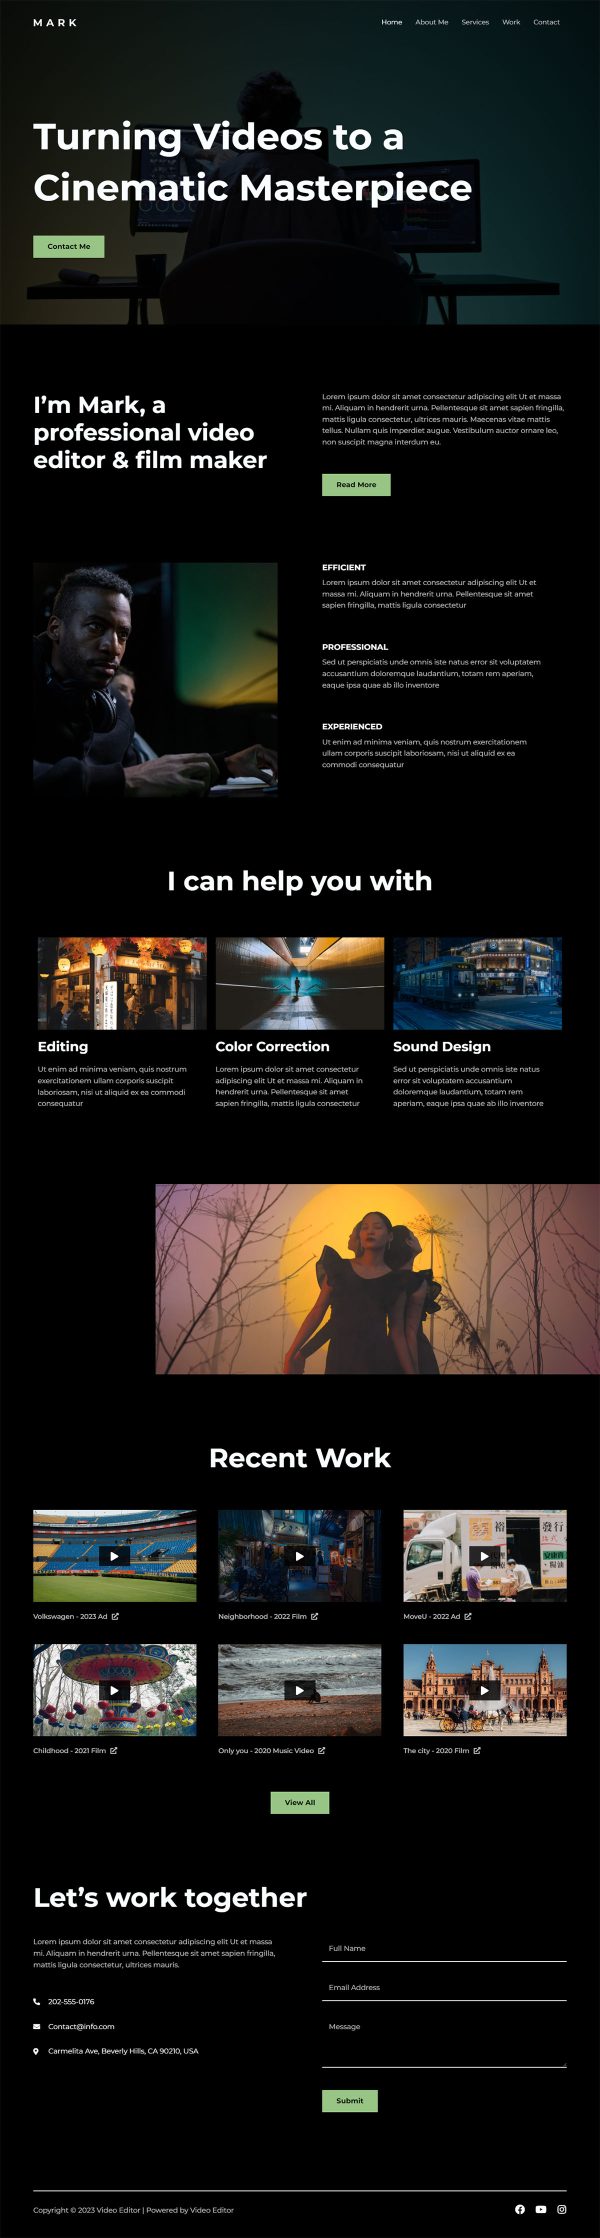 MARK
Home About Me Services Work Contact
Turning Videos to a
Cinematic Masterpiece
Contact Me
I’m Mark, a
professional video
editor & film maker
Lorem ipsum dolor sit amet consectetur adipiscing elit Ut et massa
mi. Aliquam in hendrerit urna. Pellentesque sit amet sapien fringilla,
mattis ligula consectetur, ultrices mauris. Maecenas vitae mattis
tellus. Nullam quis imperdiet augue. Vestibulum auctor ornare leo,
non suscipit magna interdum eu.
Read More
EFFICIENT
Lorem ipsum dolor sit amet consectetur adipiscing elit Ut et
massa mi. Aliquam in hendrerit urna. Pellentesque sit amet
sapien fringilla, mattis ligula consectetur
PROFESSIONAL
Sed ut perspiciatis unde omnis iste natus error sit voluptatem
accusantium doloremque laudantium, totam rem aperiam,
eaque ipsa quae ab illo inventore
EXPERIENCED
Ut enim ad minima veniam, quis nostrum exercitationem
ullam corporis suscipit laboriosam, nisi ut aliquid ex ea
commodi consequatur
I can help you with
Editing
Ut enim ad minima veniam, quis nostrum
exercitationem ullam corporis suscipit
laboriosam, nisi ut aliquid ex ea commodi
consequatur
Color Correction
Lorem ipsum dolor sit amet consectetur
adipiscing elit Ut et massa mi. Aliquam in
hendrerit urna. Pellentesque sit amet
sapien fringilla, mattis ligula consectetur
Sound Design
Sed ut perspiciatis unde omnis iste natus
error sit voluptatem accusantium
doloremque laudantium, totam rem
aperiam, eaque ipsa quae ab illo inventore
Recent Work
發行
Volkswagen - 2023 Ad
Neighborhood - 2022 Film
MoveU - 2022 Ad
Childhood - 2021 Film
Only you - 2020 Music Video
The city - 2020 Film
View All
Let’s work together
Lorem ipsum dolor sit amet consectetur adipiscing elit Ut et massa
mi. Aliquam in hendrerit urna. Pellentesque sit amet sapien fringilla,
mattis ligula consectetur, ultrices mauris.
202-555-0176
Contact@info.com
Carmelita Ave, Beverly Hills, CA 90210, USA
Full Name
Email Address
Message
Submit
Copyright © 2023 Video Editor | Powered by Video Editor